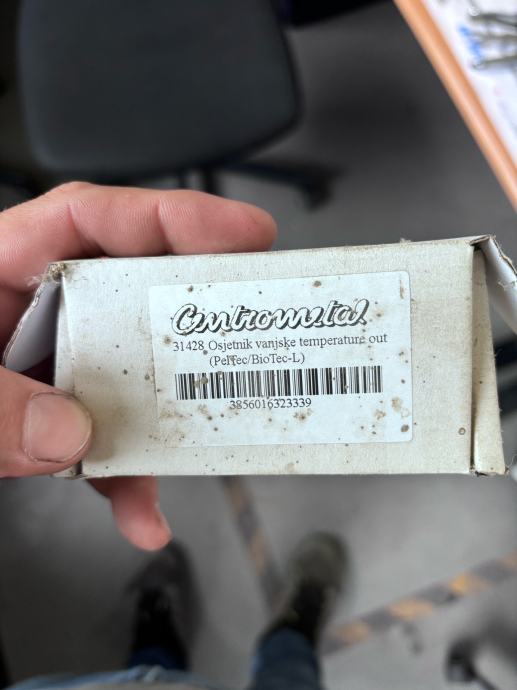 Centrometal
31428 Osjetnik vanjske temperature out
(PelTec/BioTec-L)
3856016323339